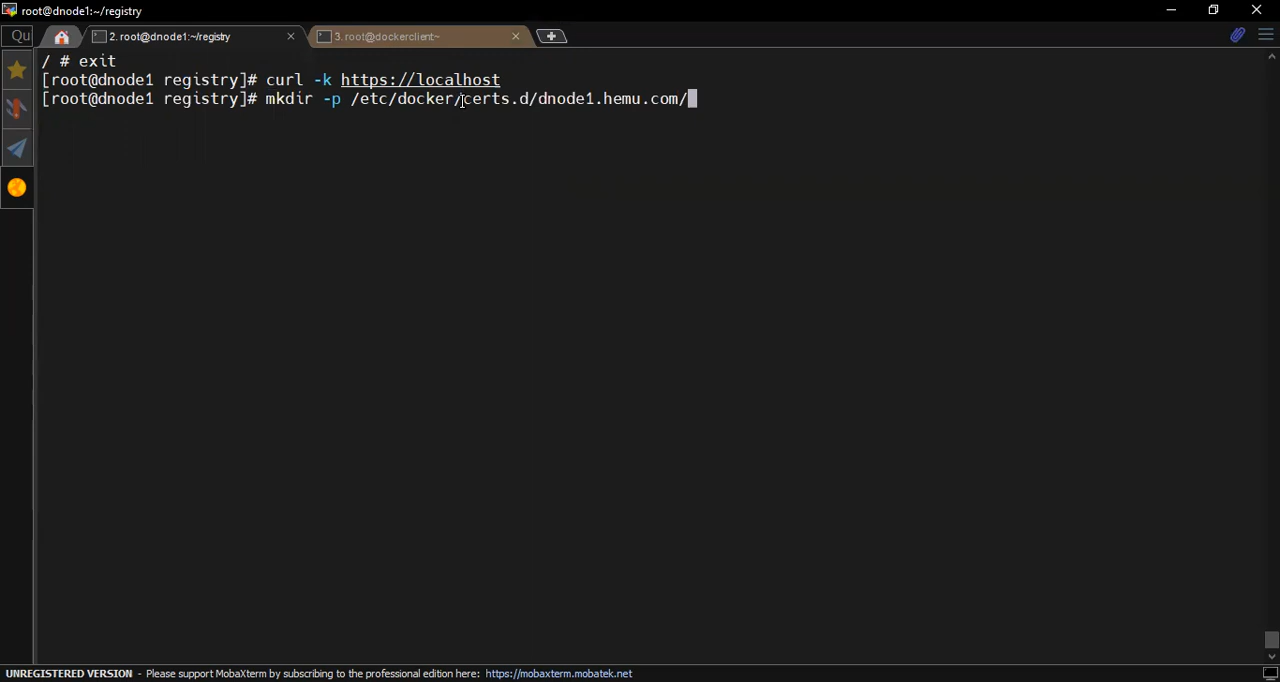 root@dnode1:~/registry
Qu
2. root@dnode1:~/registry
3. root@dockerclient~
/ # exit
[root@dnode1 registry]# curl -k https://localhost
[root@dnode1 registry]# mkdir -p /etc/docker/certs.d/dnode1.hemu.com/
UNREGISTERED VERSION - Please support MobaXterm by subscribing to the professional edition here: https://mobaxterm.mobatek.net